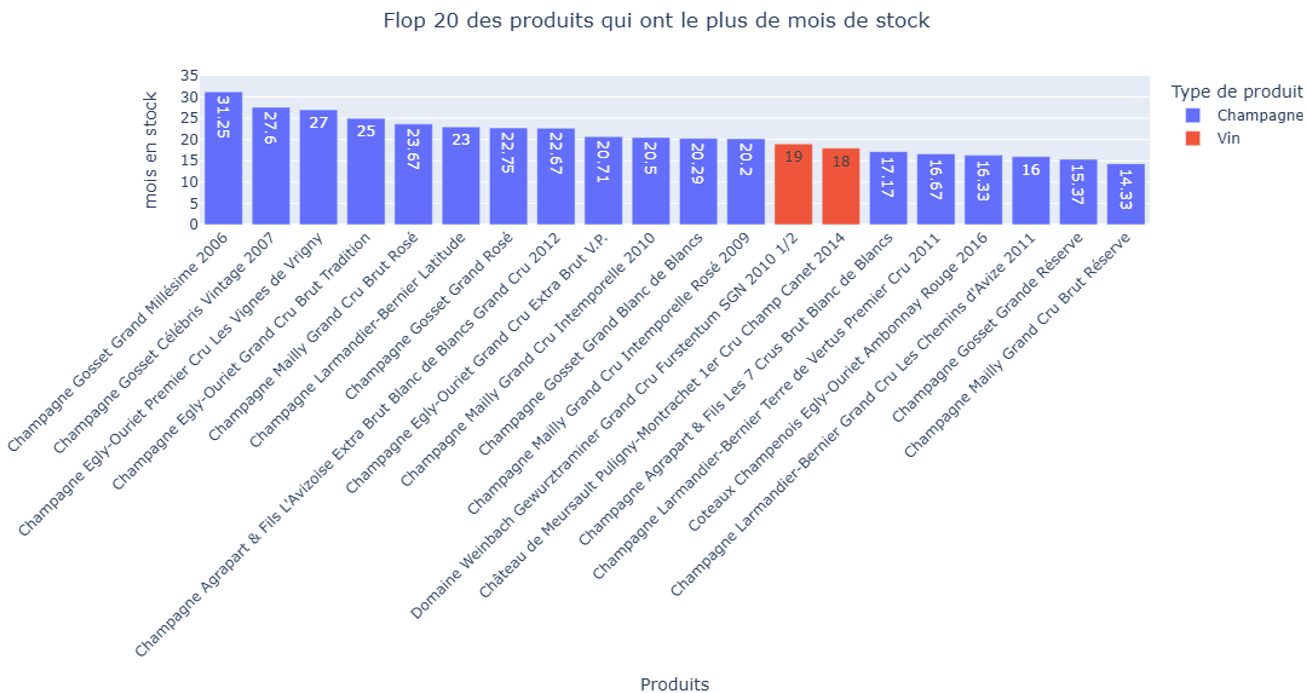 Flop 20 des produits qui ont le plus de mois de stock
mois en stock
35
30
25
20
15
10
5
0
31.25
27.6
27
25
23.67
23
22.75
22.67
20.71
20.5
20.29
20.2
19
18
17.17
16.67
16.33
16
15.37
14.33
Type de produit
Champagne
Vin
Champagne Gosset Grand Millésime 2006
Champagne Gosset Célébris Vintage 2007
Champagne Egly-Ouriet Premier Cru Les Vignes de Vrigny
Champagne Egly-Ouriet Grand Cru Brut Tradition
Champagne Mailly Grand Cru Brut Rosé
Champagne Larmandier-Bernier Latitude
Champagne Gosset Grand Rosé
Champagne Agrapart & Fils L'Avizoise Extra Brut Blanc de Blancs Grand Cru 2012
Champagne Egly-Ouriet Grand Cru Extra Brut V.P.
Champagne Mailly Grand Cru Intemporelle 2010
Champagne Gosset Grand Blanc de Blancs
Champagne Mailly Grand Cru Intemporelle Rosé 2009
Domaine Weinbach Gewurztraminer Grand Cru Furstentum SGN 2010 1/2
Château de Meursault Puligny-Montrachet 1er Cru Champ Canet 2014
Champagne Agrapart & Fils Les 7 Crus Brut Blanc de Blancs
Champagne Larmandier-Bernier Terre de Vertus Premier Cru 2011
Coteaux Champenois Egly-Ouriet Ambonnay Rouge 2016
Champagne Larmandier-Bernier Grand Cru Les Chemins d'Avize 2011
Champagne Gosset Grande Réserve
Champagne Mailly Grand Cru Brut Réserve
Produits